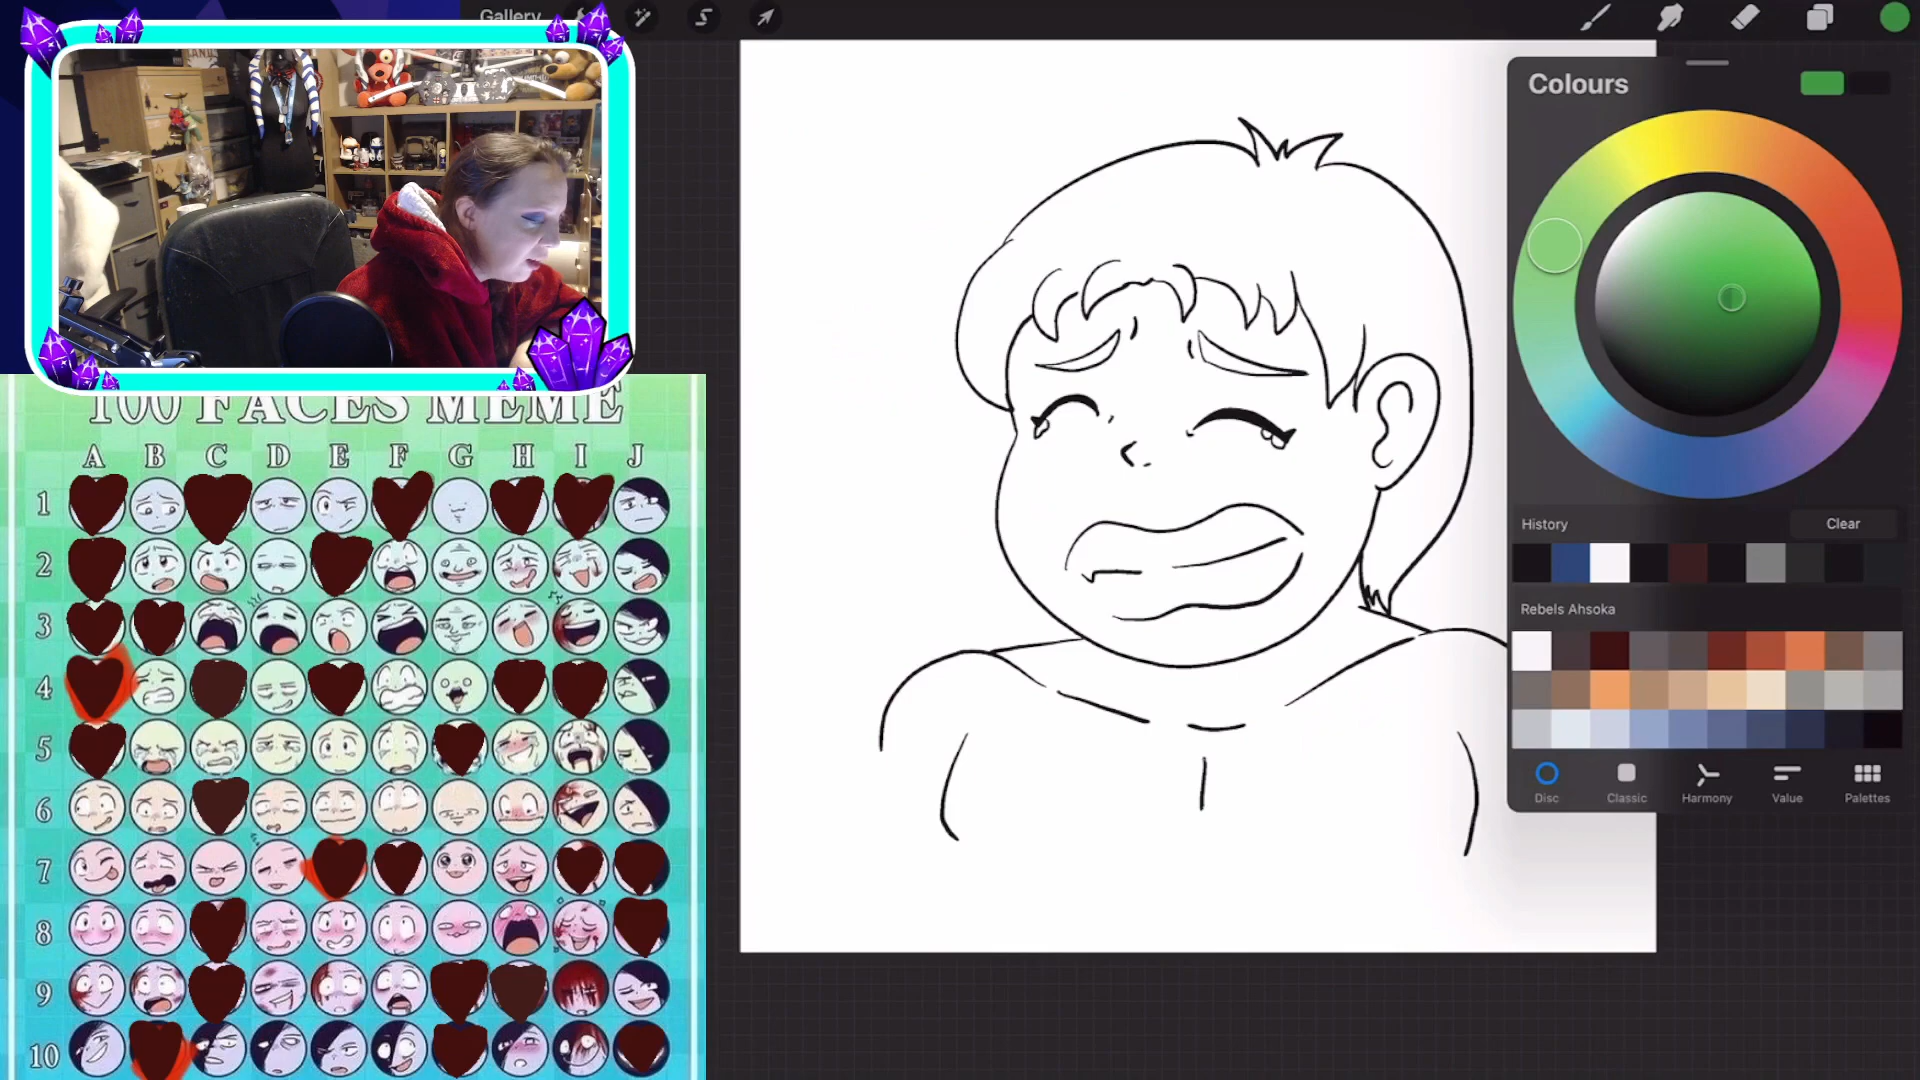 Gallery
Colours
100 FACES MEME
A B C D E F G H I J
1
2
3
4
5
6
7
8
9
10
History
Clear
Rebels Ahsoka
Disc
Classic
Harmony
Value
Palettes